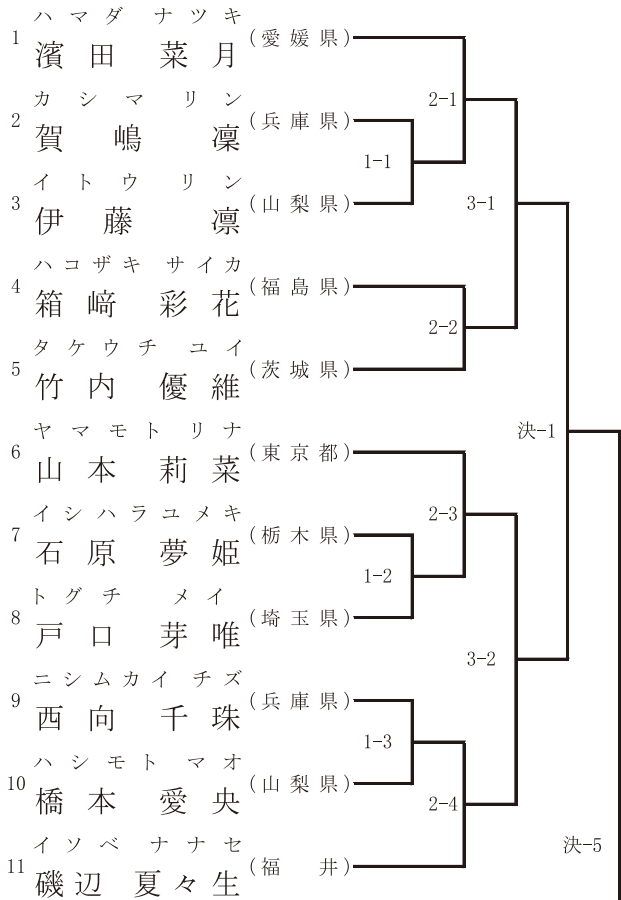 ハマダ ナツキ
1 濱田 菜月 (愛媛県)
カシマ リン
2 賀嶋 凜 (兵庫県)
イトウ リン
3 伊藤 凛 (山梨県)
ハコザキ サイカ
4 箱﨑 彩花 (福島県)
タケウチ ユイ
5 竹内 優維 (茨城県)
ヤマモト リナ
6 山本 莉菜 (東京都)
イシハラユメキ
7 石原 夢姫 (栃木県)
トグチ メイ
8 戸口 芽唯 (埼玉県)
ニシムカイ チズ
9 西向 千珠 (兵庫県)
ハシモト マオ
10 橋本 愛央 (山梨県)
イソベ ナナセ
11 磯辺 夏々生 (福井)
1-1
1-2
1-3
2-1
2-2
2-3
2-4
3-1
3-2
決-1
決-5